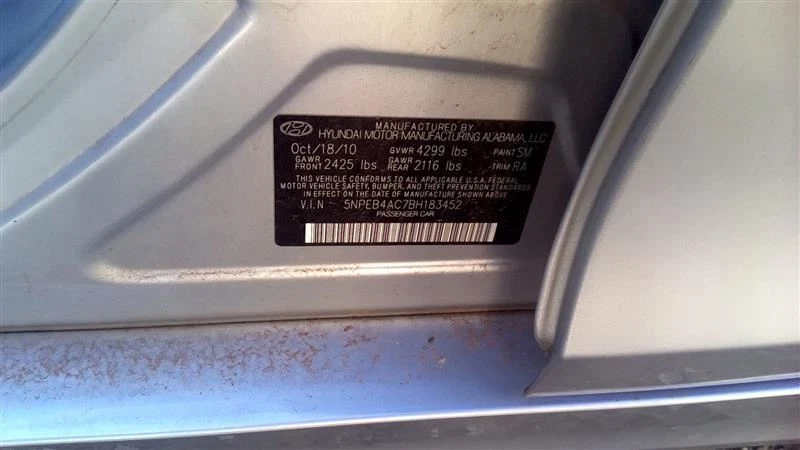 MANUFACTURED BY
HYUNDAI MOTOR MANUFACTURING ALABAMA, LLC
Oct/18/10 GVWR 4299 lbs PAINT SM
GAWR FRONT 2425 lbs GAWR REAR 2116 lbs TRIM RA
THIS VEHICLE CONFORMS TO ALL APPLICABLE U.S.A. FEDERAL
MOTOR VEHICLE SAFETY, BUMPER, AND THEFT PREVENTION STANDARDS
IN EFFECT ON THE DATE OF MANUFACTURE SHOWN ABOVE
V.I.N 5NPEB4AC7BH183452
PASSENGER CAR